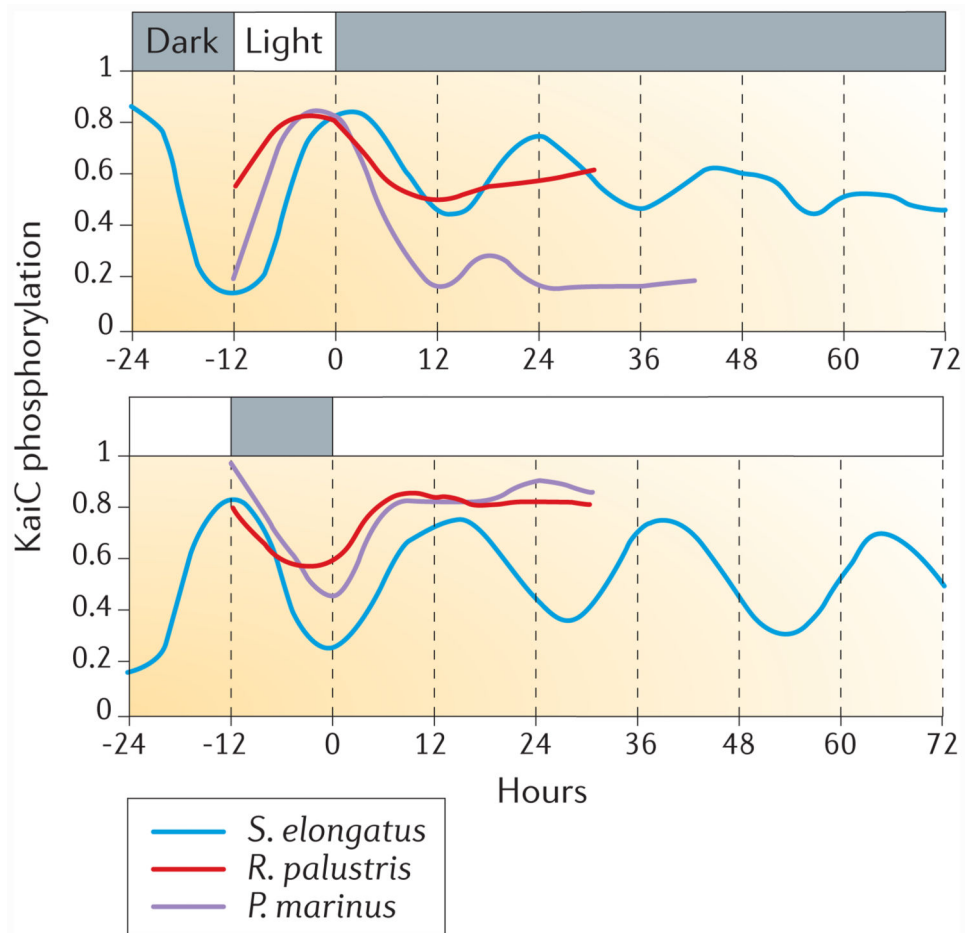 Dark Light
1
0.8
0.6
0.4
0.2
0
-24 -12 0 12 24 36 48 60 72
KaiC phosphorylation
1
0.8
0.6
0.4
0.2
0
-24 -12 0 12 24 36 48 60 72
Hours
S. elongatus
R. palustris
P. marinus